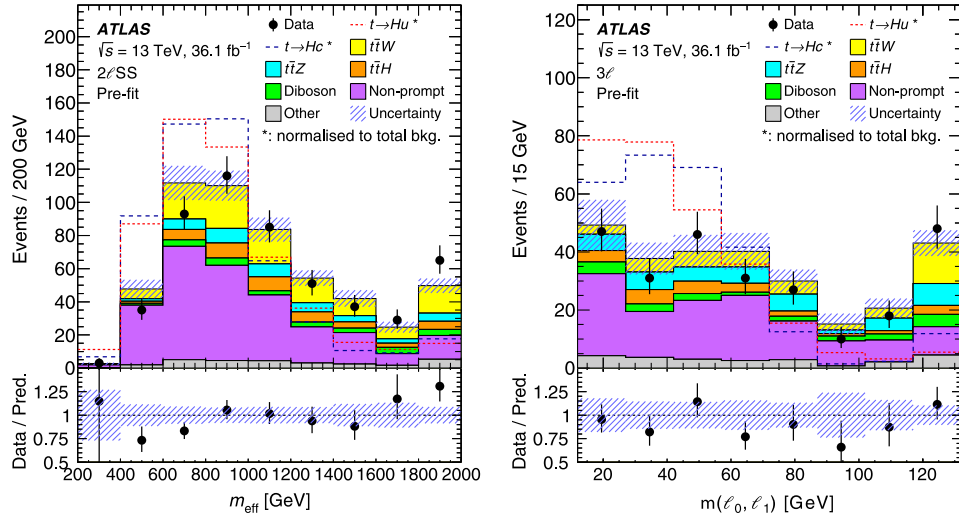 ATLAS
√s = 13 TeV, 36.1 fb⁻¹
2ℓSS
Pre-fit
Data
t→Hu *
t→Hc *
tt̄W
tt̄Z
tt̄H
Diboson
Non-prompt
Other
Uncertainty
*: normalised to total bkg.
Events / 200 GeV
200
180
160
140
120
100
80
60
40
20
0
Data / Pred.
1.25
1
0.75
0.5
200 400 600 800 1000 1200 1400 1600 1800 2000
m_eff [GeV]
ATLAS
√s = 13 TeV, 36.1 fb⁻¹
3ℓ
Pre-fit
Data
t→Hu *
t→Hc *
tt̄W
tt̄Z
tt̄H
Diboson
Non-prompt
Other
Uncertainty
*: normalised to total bkg.
Events / 15 GeV
120
100
80
60
40
20
0
Data / Pred.
1.25
1
0.75
0.5
20 40 60 80 100 120
m(ℓ₀, ℓ₁) [GeV]